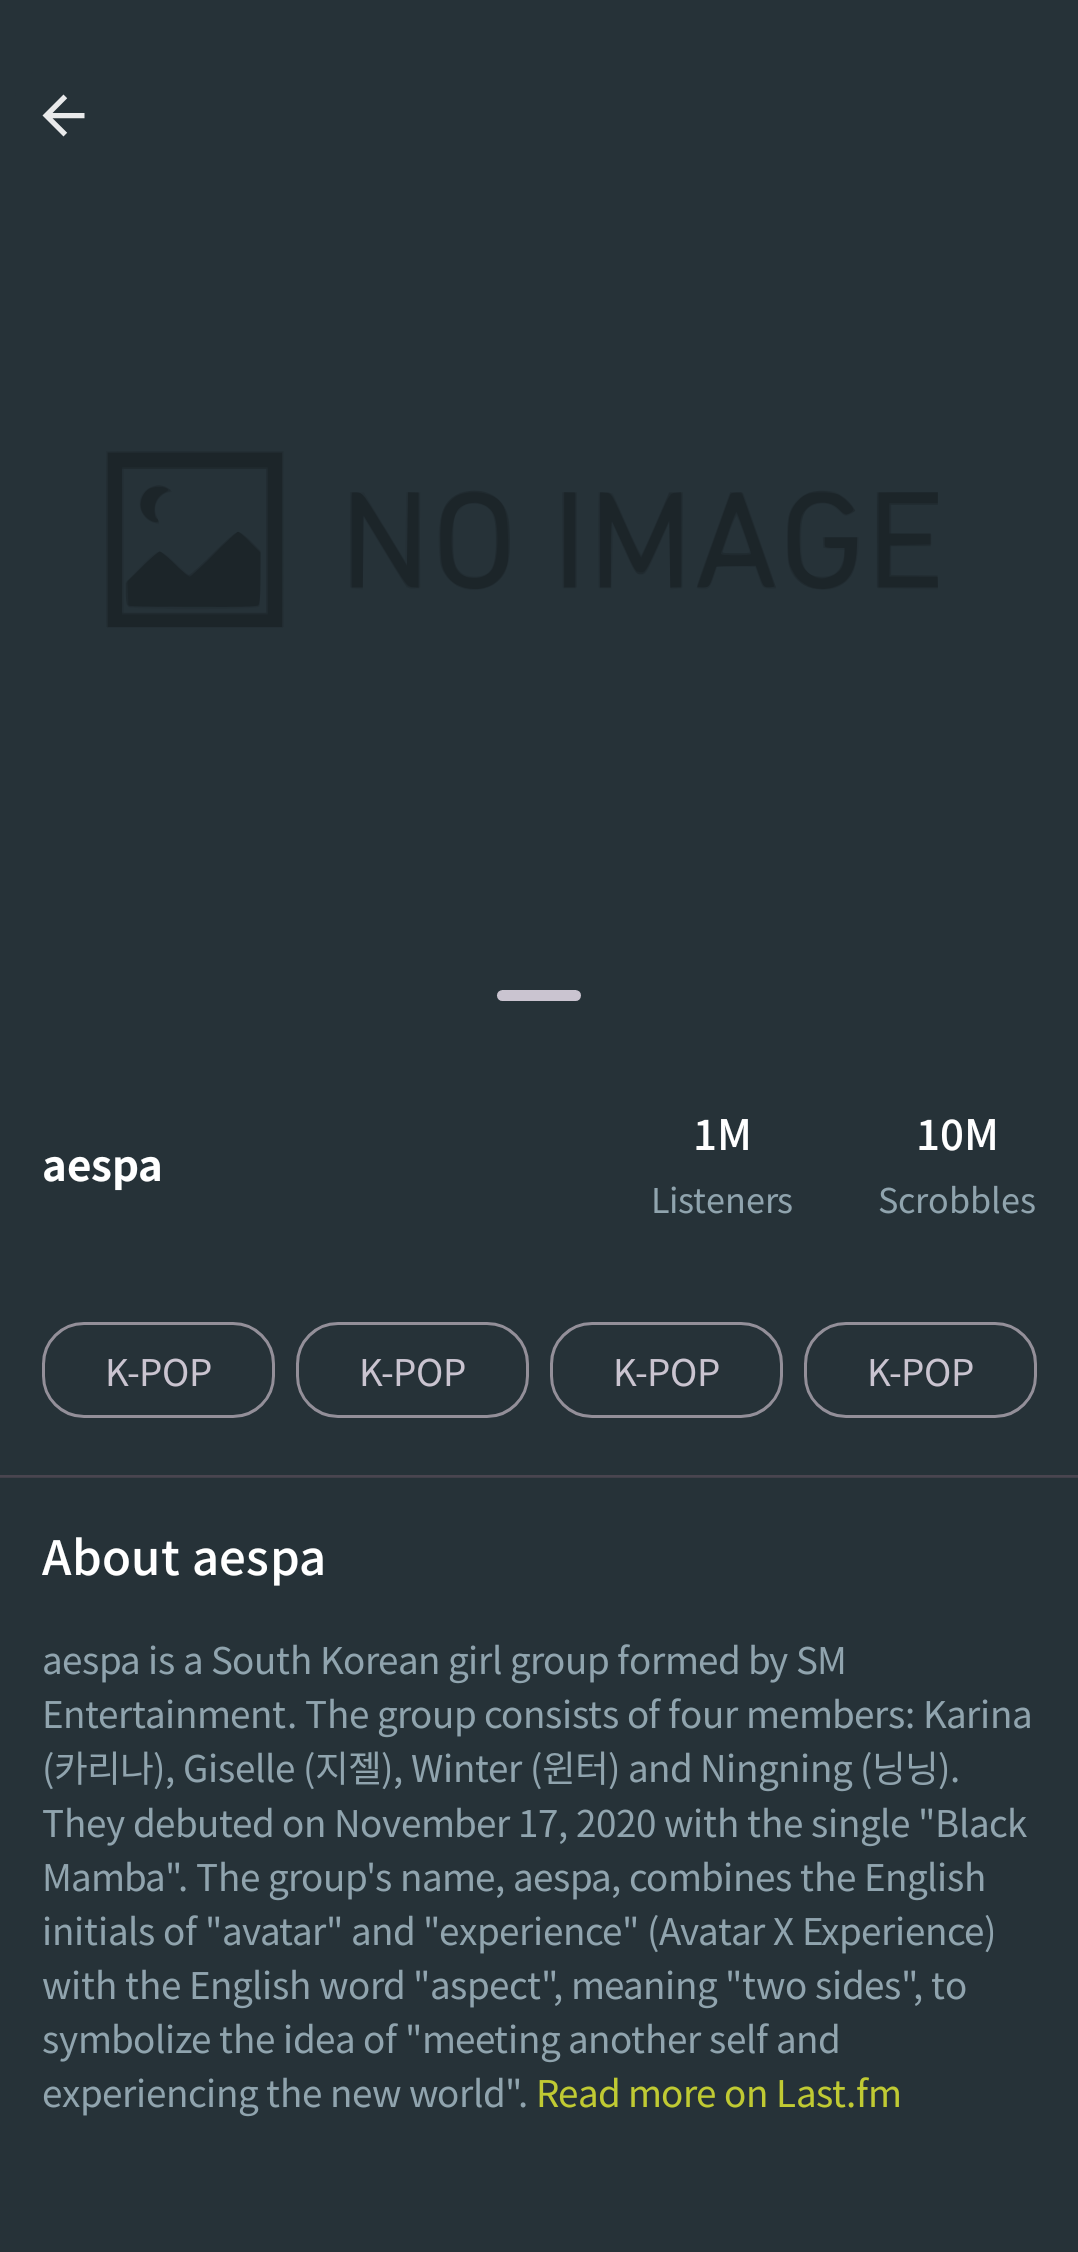 NO IMAGE
aespa
1M
Listeners
10M
Scrobbles
K-POP
K-POP
K-POP
K-POP
About aespa
aespa is a South Korean girl group formed by SM
Entertainment. The group consists of four members: Karina
(카리나), Giselle (지젤), Winter (윈터) and Ningning (닝닝).
They debuted on November 17, 2020 with the single "Black
Mamba". The group's name, aespa, combines the English
initials of "avatar" and "experience" (Avatar X Experience)
with the English word "aspect", meaning "two sides", to
symbolize the idea of "meeting another self and
experiencing the new world". Read more on Last.fm